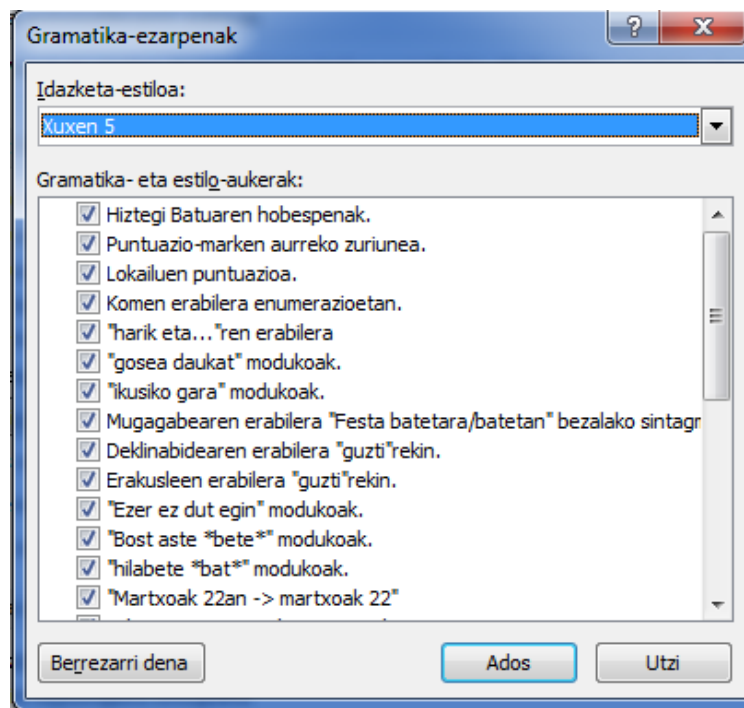 Gramatika-ezarpenak
Idazketa-estiloa:
Xuxen 5
Gramatika- eta estilo-aukerak:
Hiztegi Batuaren hobespenak.
Puntuazio-marken aurreko zuriunea.
Lokailuen puntuazioa.
Komen erabilera enumerazioetan.
"harik eta..."ren erabilera
"gosea daukat" modukoak.
"ikusiko gara" modukoak.
Mugagabearen erabilera "Festa batetara/batetan" bezalako sintagr
Deklinabidearen erabilera "guzti"rekin.
Erakusleen erabilera "guzti"rekin.
"Ezer ez dut egin" modukoak.
"Bost aste *bete*" modukoak.
"hilabete *bat*" modukoak.
"Martxoak 22an -> martxoak 22"
Berrezarri dena Ados Utzi